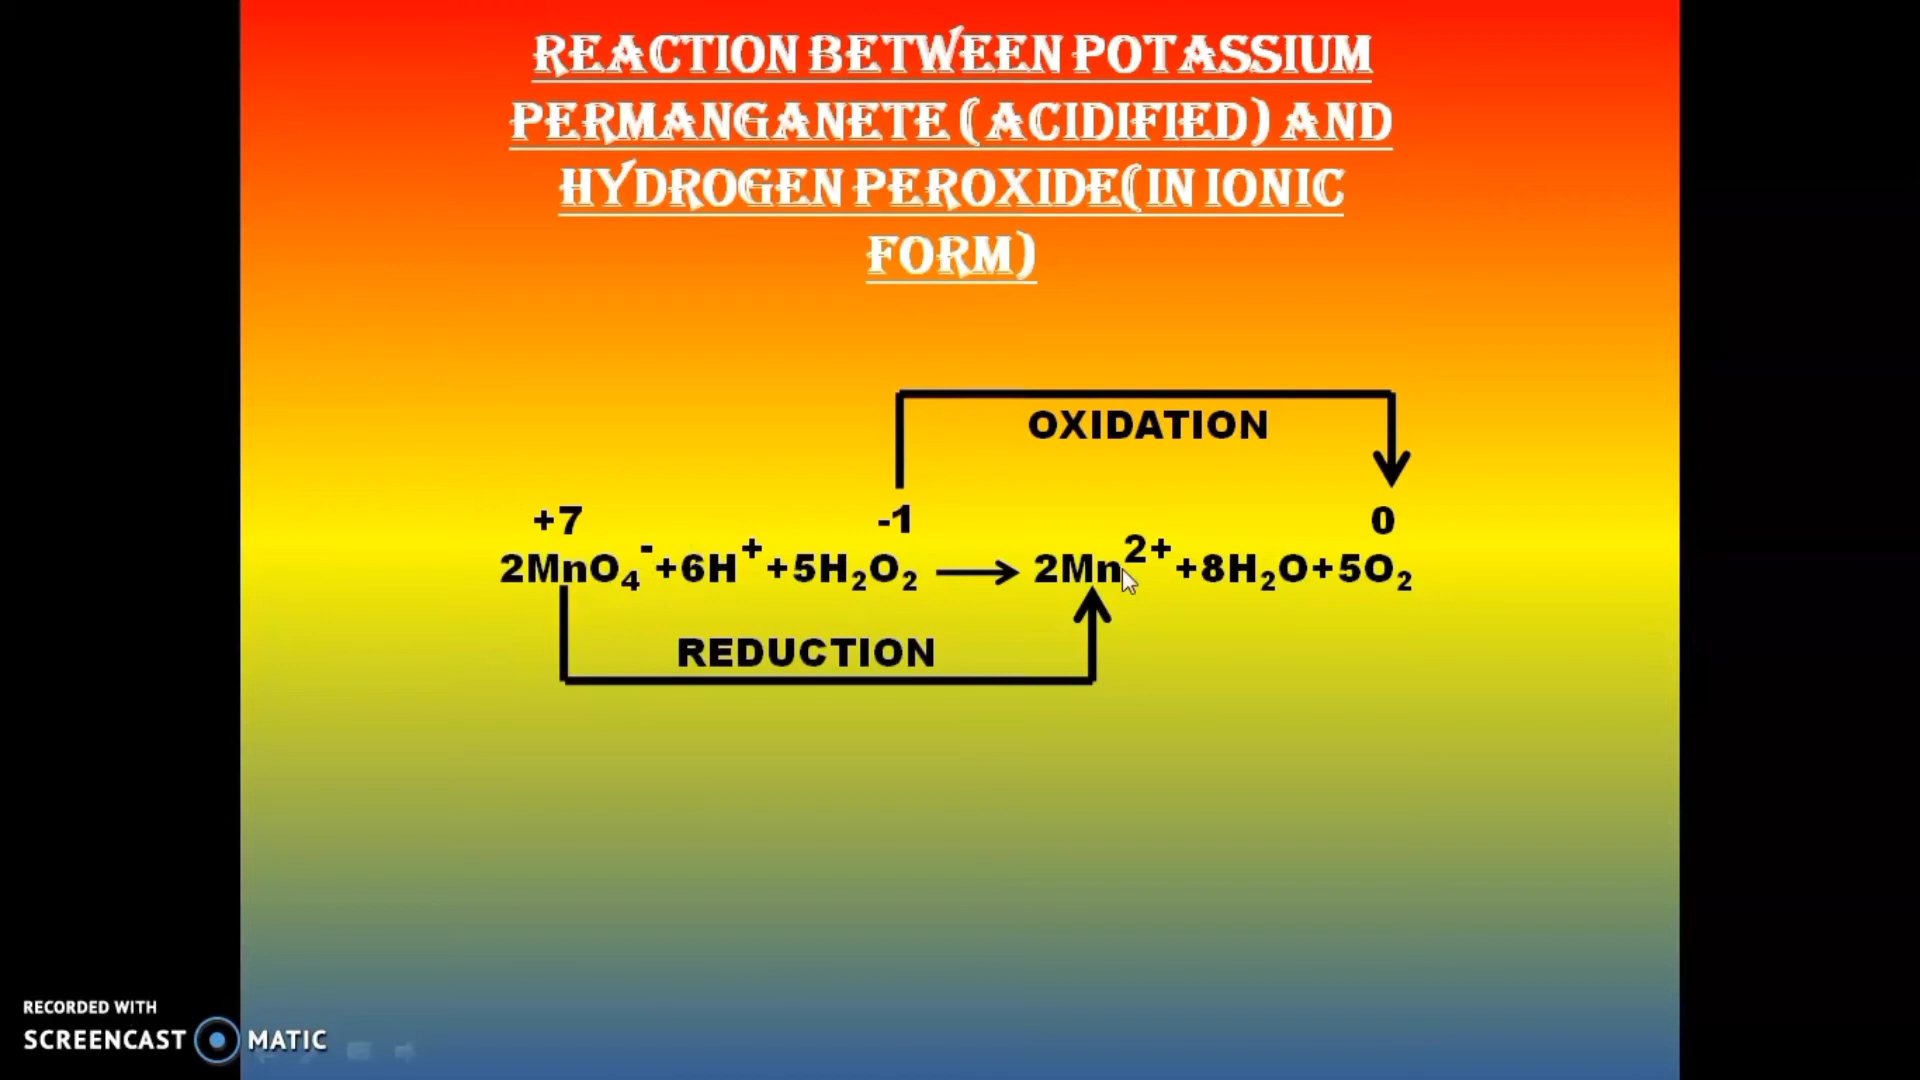 REACTION BETWEEN POTASSIUM
PERMANGANETE (ACIDIFIED) AND
HYDROGEN PEROXIDE(IN IONIC
FORM)
OXIDATION
+7 -1 0
2MnO₄⁻+6H⁺+5H₂O₂ → 2Mn²⁺+8H₂O+5O₂
REDUCTION
RECORDED WITH
SCREENCAST MATIC